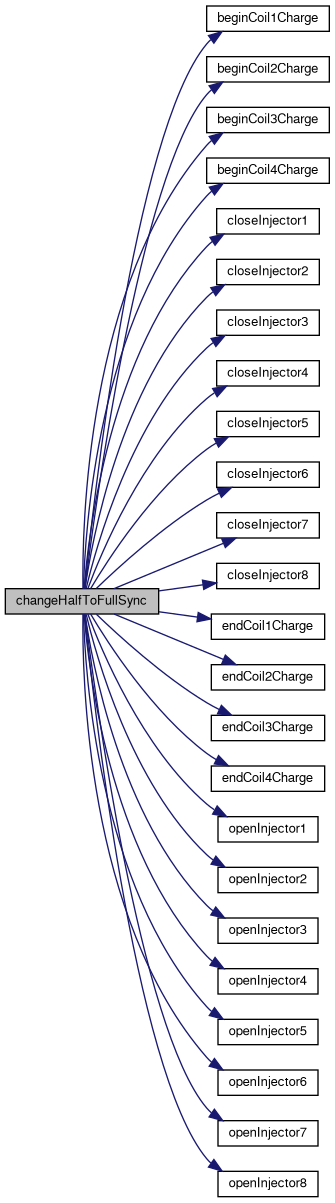 beginCoil1Charge
beginCoil2Charge
beginCoil3Charge
beginCoil4Charge
closeInjector1
closeInjector2
closeInjector3
closeInjector4
closeInjector5
closeInjector6
closeInjector7
closeInjector8
changeHalfToFullSync
endCoil1Charge
endCoil2Charge
endCoil3Charge
endCoil4Charge
openInjector1
openInjector2
openInjector3
openInjector4
openInjector5
openInjector6
openInjector7
openInjector8